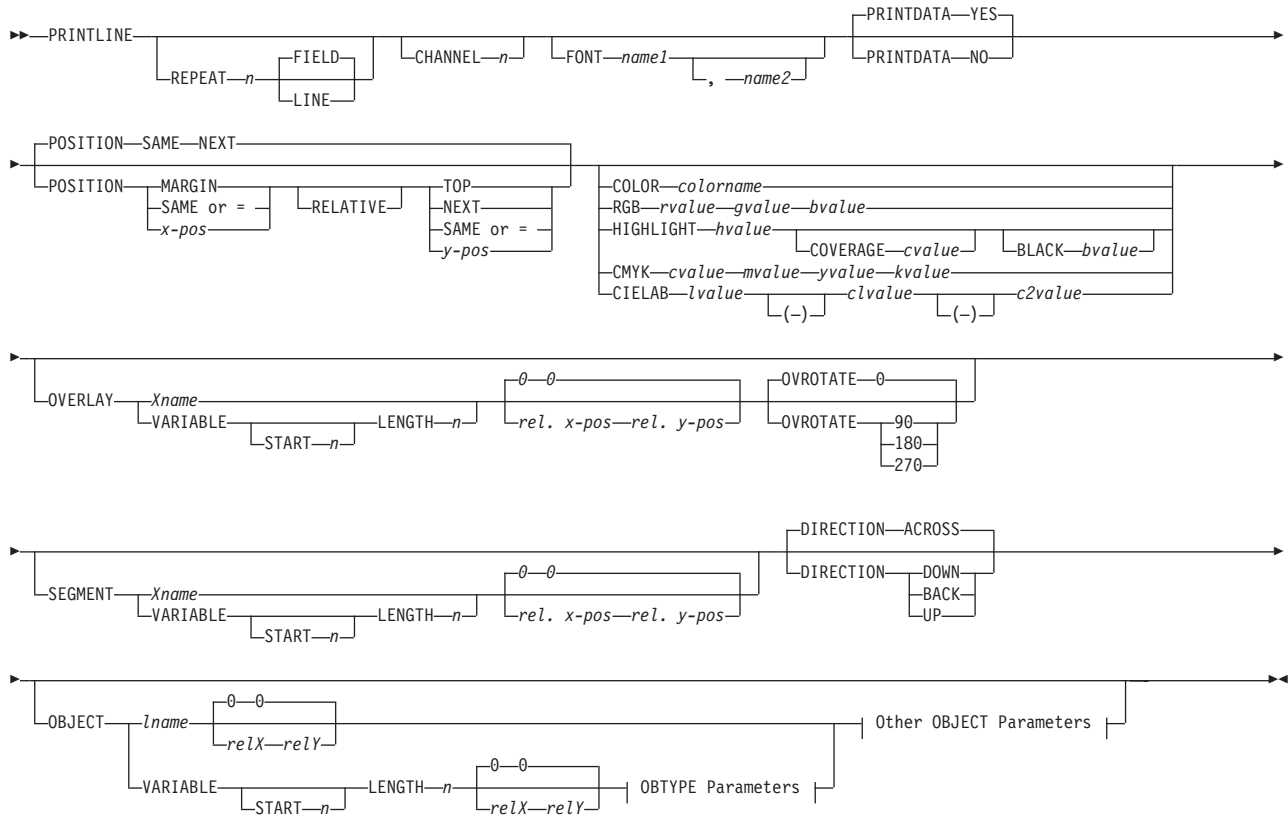 PRINTDATA YES
PRINTLINE
FIELD CHANNEL n FONT name1 PRINTDATA NO
REPEAT n , name2
LINE
POSITION SAME NEXT
POSITION MARGIN TOP COLOR colorname
SAME or = RELATIVE NEXT RGB rvalue gvalue bvalue
x-pos SAME or = HIGHLIGHT hvalue
y-pos COVERAGE cvalue BLACK bvalue
CMYK cvalue mvalue yvalue kvalue
CIELAB lvalue clvalue c2value
(–) (–)
0 0 OVROTATE 0
OVERLAY Xname
VARIABLE LENGTH n rel. x-pos rel. y-pos OVROTATE 90
START n 180
270
DIRECTION ACROSS
0 0
SEGMENT Xname DIRECTION DOWN
VARIABLE LENGTH n rel. x-pos rel. y-pos BACK
START n UP
0 0
OBJECT lname Other OBJECT Parameters
relX relY
0 0
VARIABLE LENGTH n OBTYPE Parameters
START n relX relY